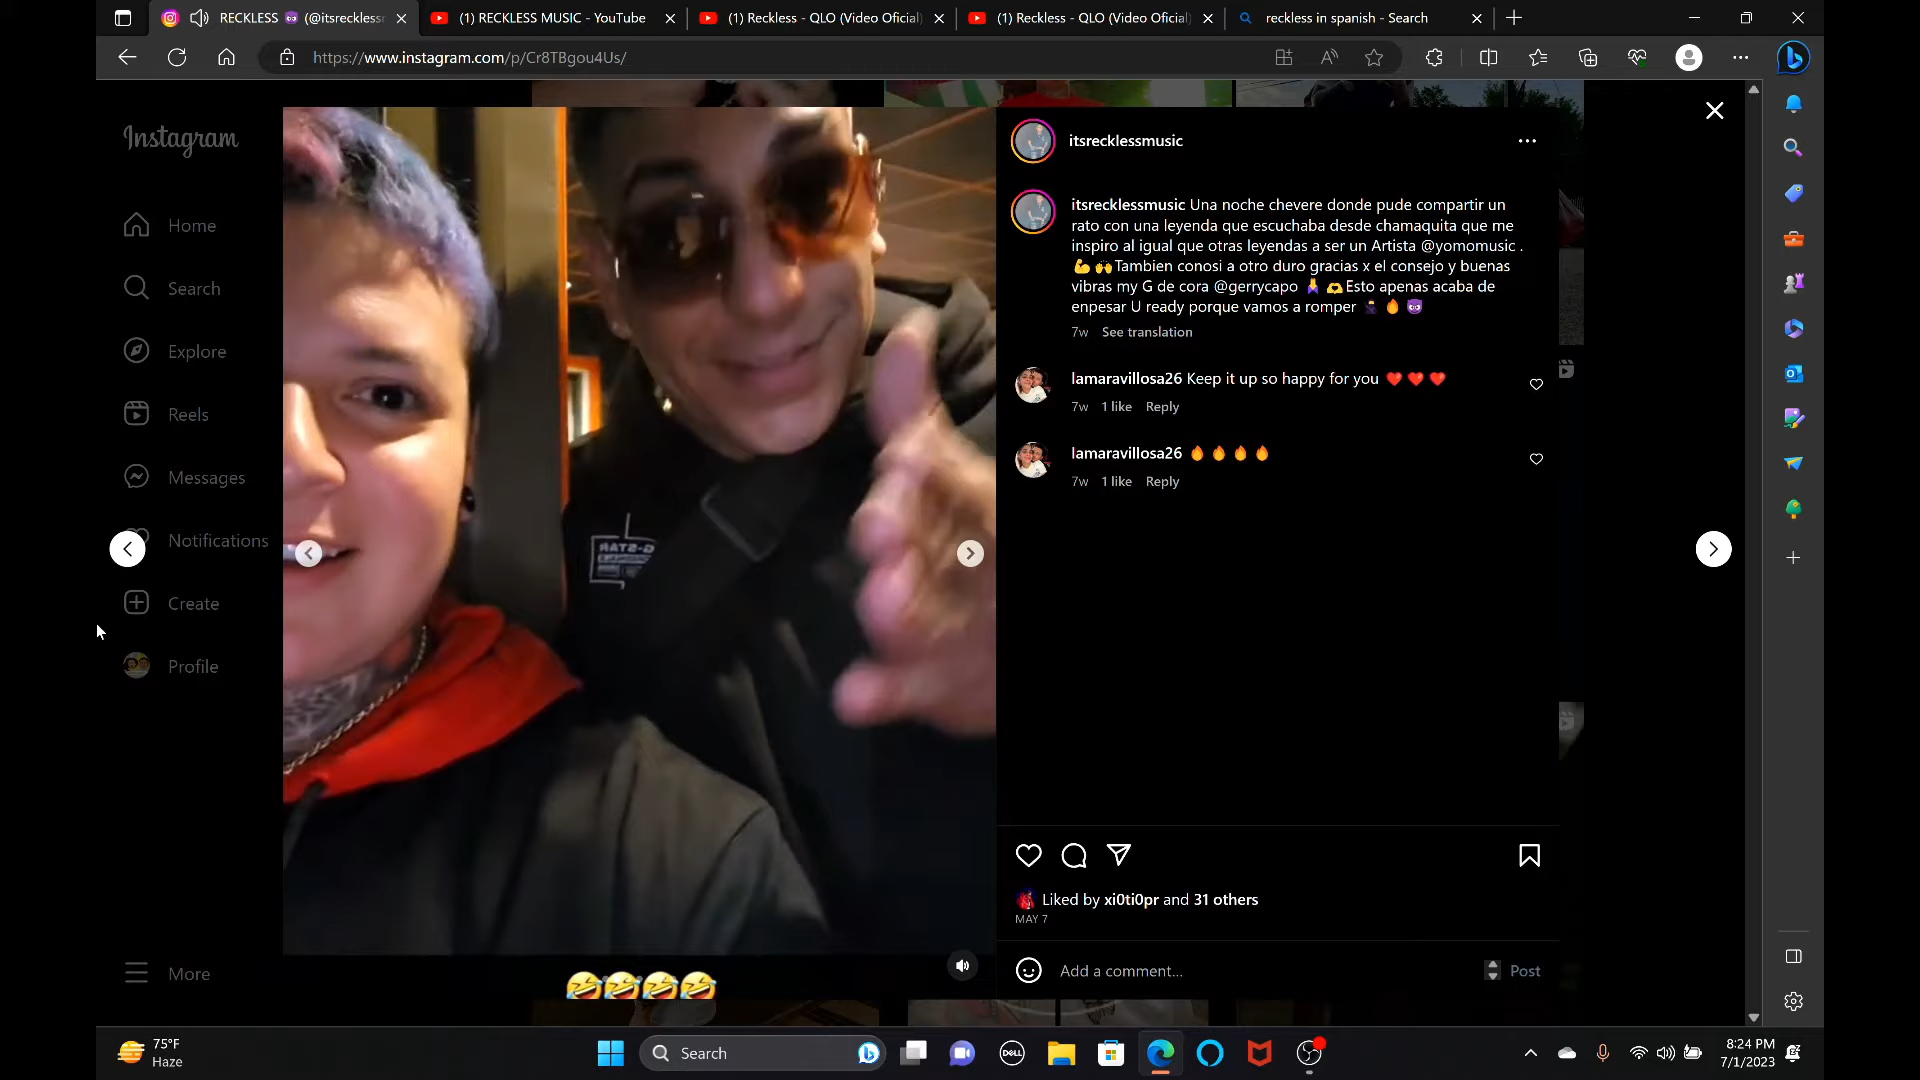 RECKLESS 😈 (@itsrecklessr
(1) RECKLESS MUSIC - YouTube
(1) Reckless - QLO (Video Oficial)
(1) Reckless - QLO (Video Oficial)
reckless in spanish - Search
https://www.instagram.com/p/Cr8TBgou4Us/
Instagram
Home
Search
Explore
Reels
Messages
Notifications
Create
Profile
More
G-STAR
🤣🤣🤣🤣
itsrecklessmusic
itsrecklessmusic Una noche chevere donde pude compartir un
rato con una leyenda que escuchaba desde chamaquita que me
inspiro al igual que otras leyendas a ser un Artista @yomomusic .
💪🙌Tambien conosi a otro duro gracias x el consejo y buenas
vibras my G de cora @gerrycapo 🙏 🫶Esto apenas acaba de
enpesar U ready porque vamos a romper 🥷 🔥 😈
7w See translation
lamaravillosa26 Keep it up so happy for you ❤️ ❤️ ❤️
7w 1 like Reply
lamaravillosa26 🔥 🔥 🔥 🔥
7w 1 like Reply
Liked by xi0ti0pr and 31 others
MAY 7
Add a comment...
Post
75°F
Haze
Search
DELL
8:24 PM
7/1/2023